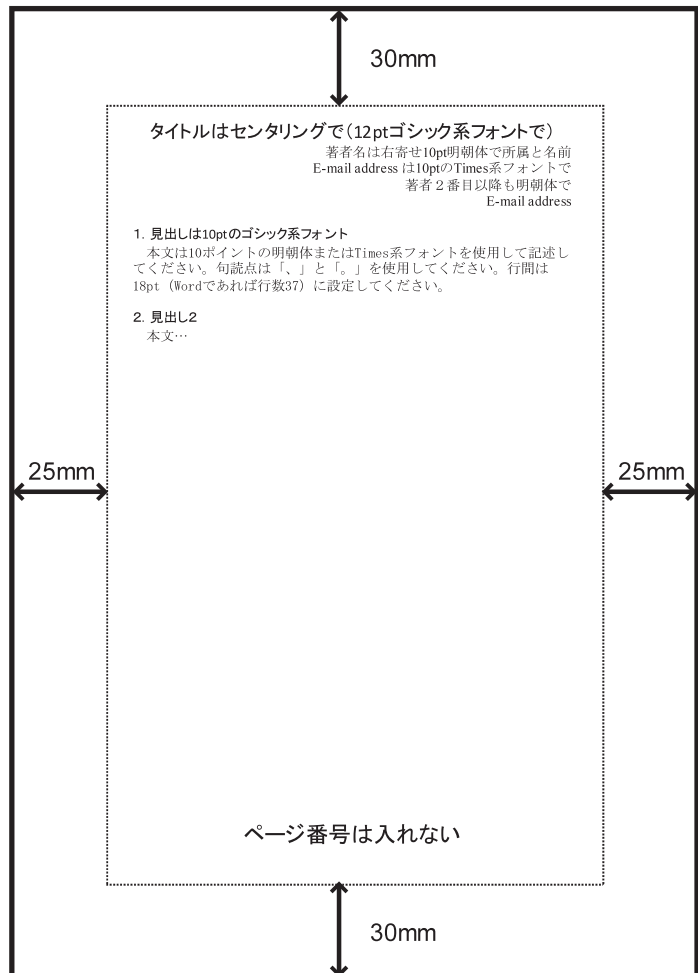 30mm
タイトルはセンタリングで(12ptゴシック系フォントで)
著者名は右寄せ10pt明朝体で所属と名前
E-mail address は10ptのTimes系フォントで
著者２番目以降も明朝体で
E-mail address
1. 見出しは10ptのゴシック系フォント
本文は10ポイントの明朝体またはTimes系フォントを使用して記述し
てください。句読点は「、」と「。」を使用してください。行間は
18pt（Wordであれば行数37）に設定してください。
2. 見出し2
本文…
25mm
25mm
ページ番号は入れない
30mm